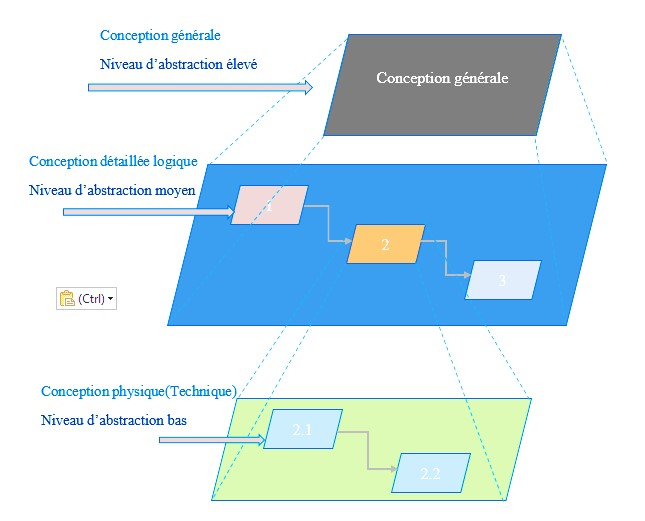 Conception générale
Niveau d'abstraction élevé
Conception générale
Conception détaillée logique
Niveau d'abstraction moyen
1
2
3
(Ctrl)
Conception physique(Technique)
Niveau d'abstraction bas
2.1
2.2